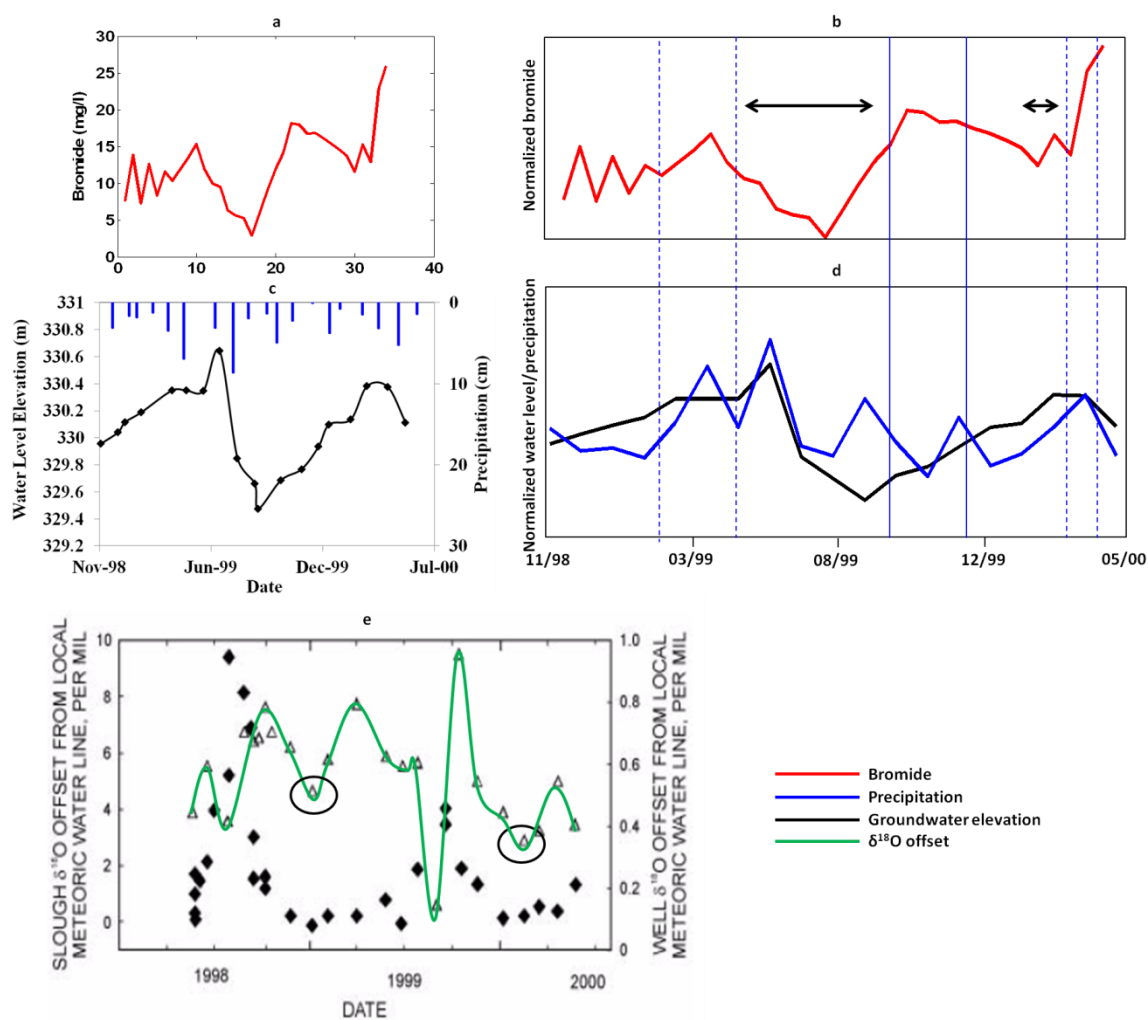 a
30
25
20
15
10
5
0
Bromide (mg/l)
0 10 20 30 40
b
Normalized bromide
c
331
330.8
330.6
330.4
330.2
330
329.8
329.6
329.4
329.2
Water Level Elevation (m)
0
10
20
30
Precipitation (cm)
Nov-98 Jun-99 Dec-99 Jul-00
Date
d
Normalized water level/precipitation
11/98 03/99 08/99 12/99 05/00
e
10
8
6
4
2
0
SLOUGH δ¹⁸O OFFSET FROM LOCAL
METEORIC WATER LINE, PER MIL
1.0
0.8
0.6
0.4
0.2
0
WELL δ¹⁸O OFFSET FROM LOCAL
METEORIC WATER LINE, PER MIL
1998 1999 2000
DATE
Bromide
Precipitation
Groundwater elevation
δ¹⁸O offset